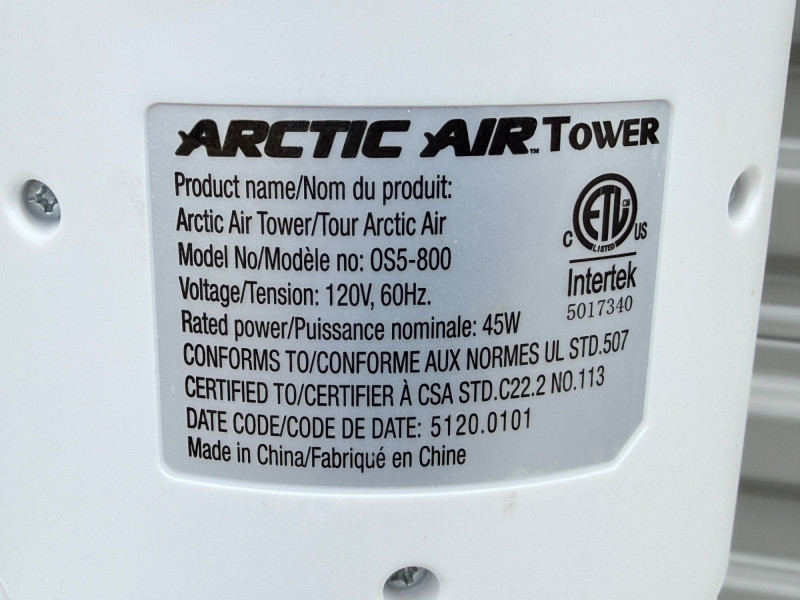 ARCTIC AIR™ TOWER
Product name/Nom du produit:
Arctic Air Tower/Tour Arctic Air
Model No/Modèle no: OS5-800
Voltage/Tension: 120V, 60Hz.
Rated power/Puissance nominale: 45W
CONFORMS TO/CONFORME AUX NORMES UL STD.507
CERTIFIED TO/CERTIFIER À CSA STD.C22.2 NO.113
DATE CODE/CODE DE DATE: 5120.0101
Made in China/Fabriqué en Chine
ETL CM
LISTED
C US
Intertek
5017340